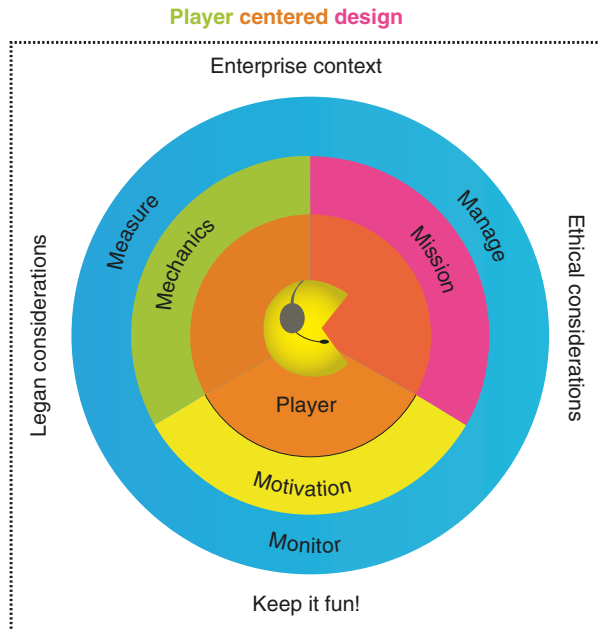 Player centered design
Enterprise context
Measure
Manage
Mechanics
Mission
Legan considerations
Ethical considerations
Player
Motivation
Monitor
Keep it fun!